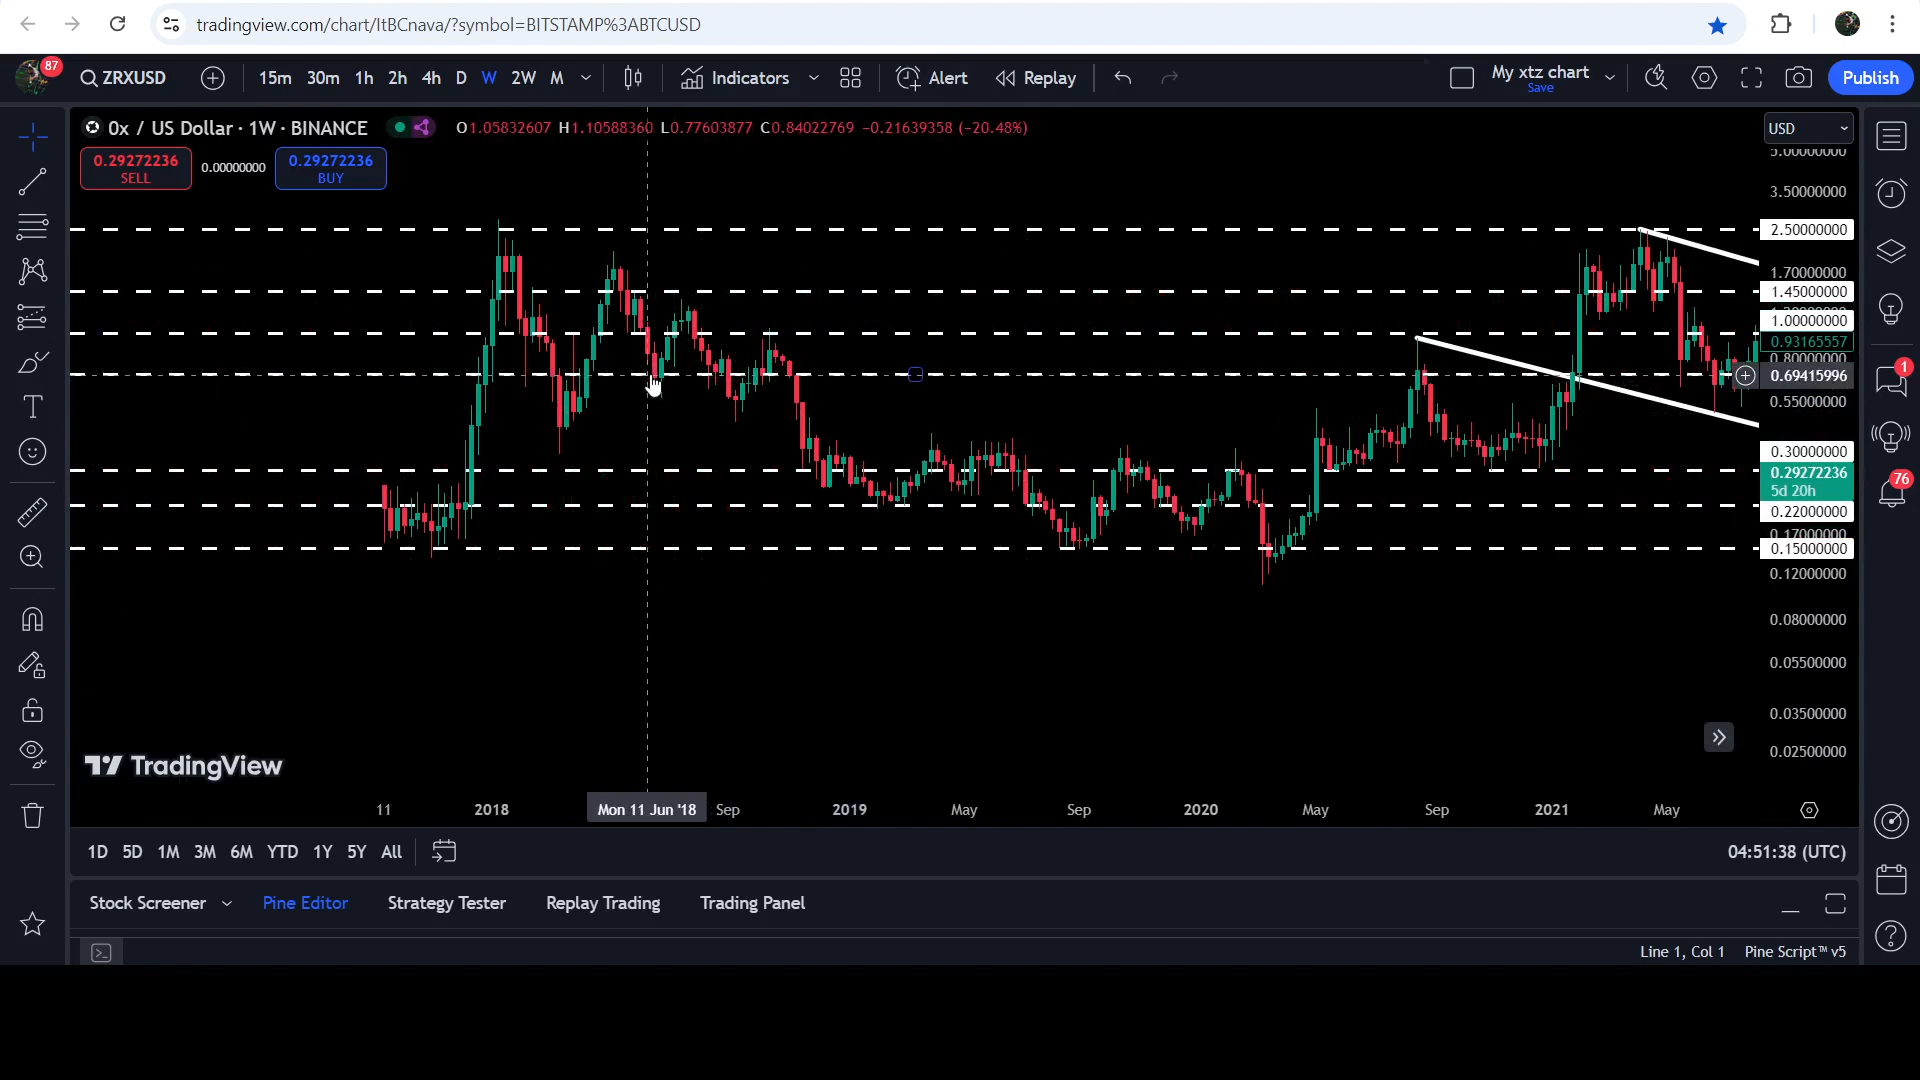 tradingview.com/chart/ItBCnava/?symbol=BITSTAMP%3ABTCUSD
87
ZRXUSD
15m 30m 1h 2h 4h D W 2W M
Indicators
Alert
Replay
My xtz chart
Save
Publish
0x / US Dollar · 1W · BINANCE
O1.05832607 H1.10588360 L0.77603877 C0.84022769 −0.21639358 (−20.48%)
USD
0.29272236
SELL
0.00000000
0.29272236
BUY
5.00000000
3.50000000
2.50000000
1.70000000
1.45000000
1.00000000
0.93165557
0.80000000
0.69415996
0.55000000
0.30000000
0.29272236
5d 20h
0.22000000
0.17000000
0.15000000
0.12000000
0.08000000
0.05500000
0.03500000
0.02500000
1
76
TradingView
11 2018 Mon 11 Jun '18 Sep 2019 May Sep 2020 May Sep 2021 May
1D 5D 1M 3M 6M YTD 1Y 5Y All
04:51:38 (UTC)
Stock Screener Pine Editor Strategy Tester Replay Trading Trading Panel
Line 1, Col 1 Pine Script™ v5